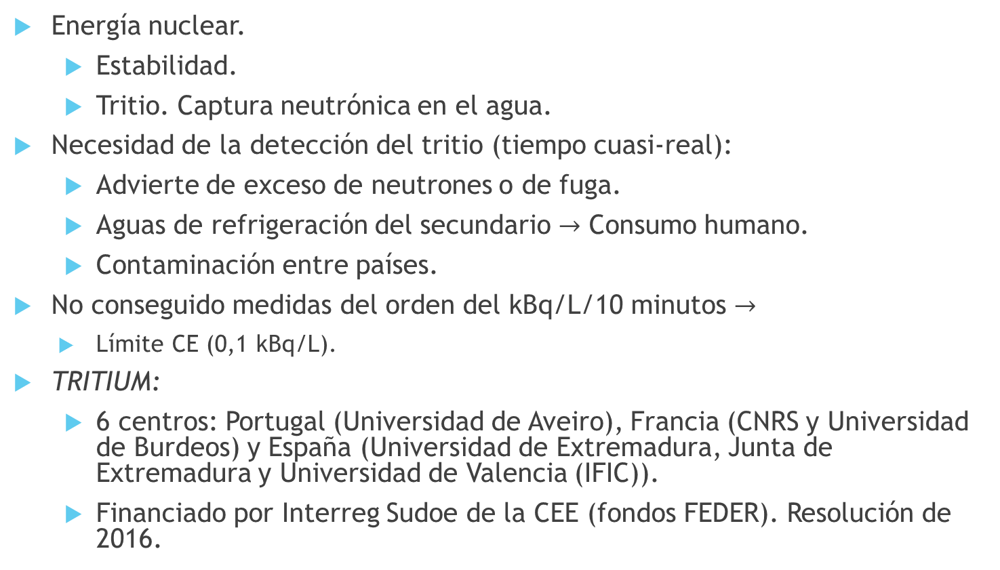 Energía nuclear.
Estabilidad.
Tritio. Captura neutrónica en el agua.
Necesidad de la detección del tritio (tiempo cuasi-real):
Advierte de exceso de neutrones o de fuga.
Aguas de refrigeración del secundario → Consumo humano.
Contaminación entre países.
No conseguido medidas del orden del kBq/L/10 minutos →
Límite CE (0,1 kBq/L).
TRITIUM:
6 centros: Portugal (Universidad de Aveiro), Francia (CNRS y Universidad
de Burdeos) y España (Universidad de Extremadura, Junta de
Extremadura y Universidad de Valencia (IFIC)).
Financiado por Interreg Sudoe de la CEE (fondos FEDER). Resolución de
2016.